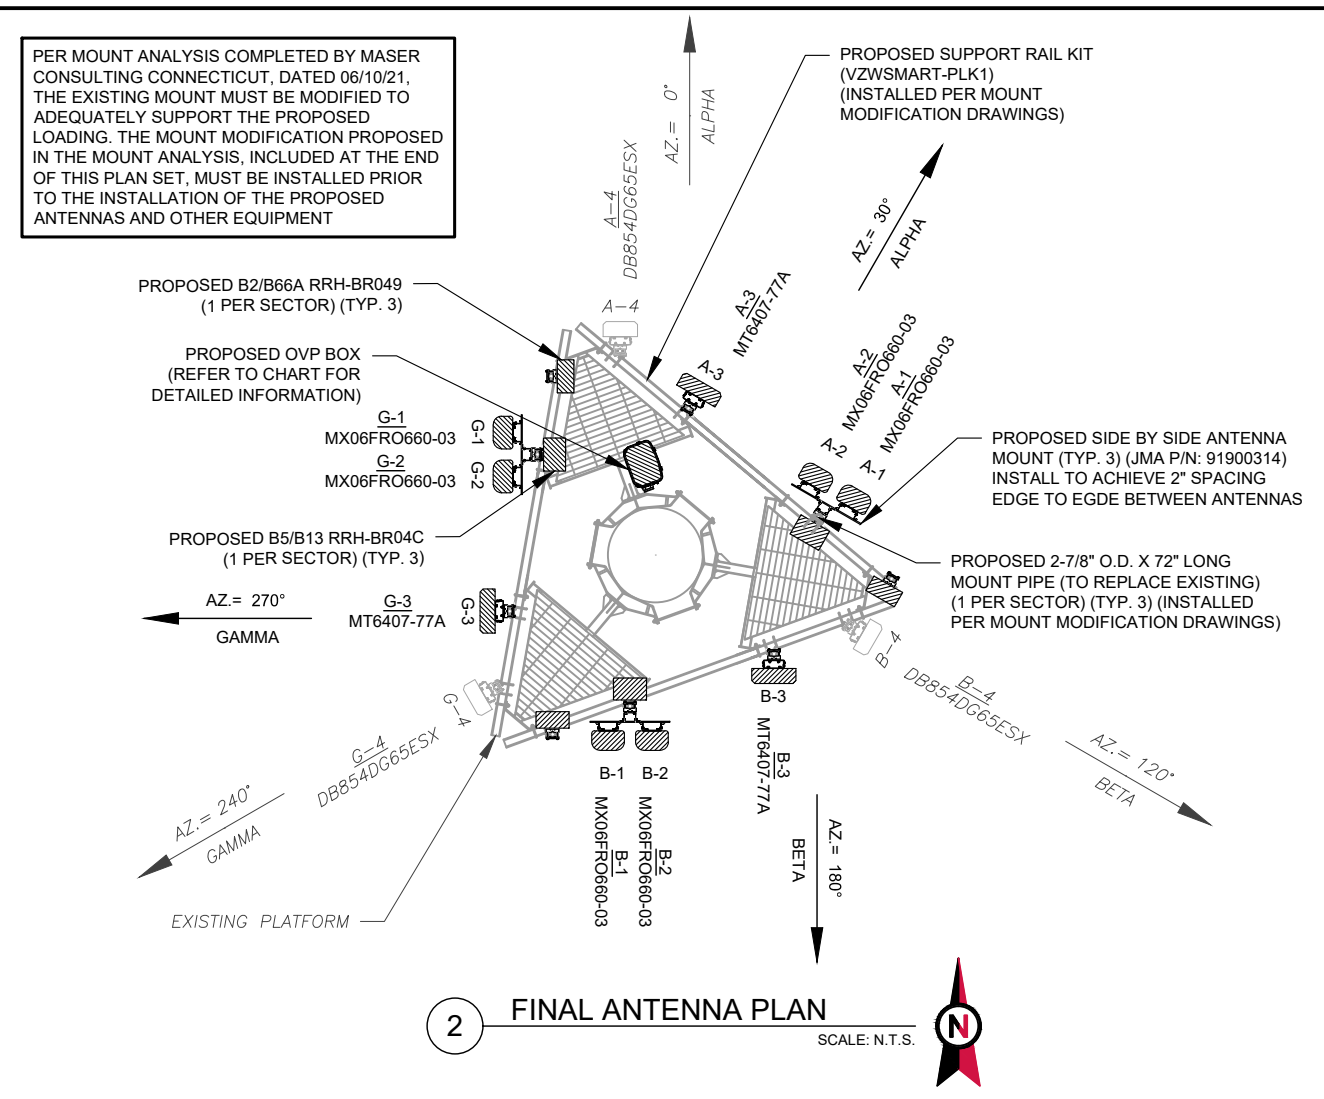 PER MOUNT ANALYSIS COMPLETED BY MASER
CONSULTING CONNECTICUT, DATED 06/10/21,
THE EXISTING MOUNT MUST BE MODIFIED TO
ADEQUATELY SUPPORT THE PROPOSED
LOADING. THE MOUNT MODIFICATION PROPOSED
IN THE MOUNT ANALYSIS, INCLUDED AT THE END
OF THIS PLAN SET, MUST BE INSTALLED PRIOR
TO THE INSTALLATION OF THE PROPOSED
ANTENNAS AND OTHER EQUIPMENT
AZ.= 0°
ALPHA
PROPOSED SUPPORT RAIL KIT
(VZWSMART-PLK1)
(INSTALLED PER MOUNT
MODIFICATION DRAWINGS)
A-4
DB854DG65ESX
A-4
AZ.= 30°
ALPHA
A-3
MT6407-77A
A-3
PROPOSED B2/B66A RRH-BR049
(1 PER SECTOR) (TYP. 3)
PROPOSED OVP BOX
(REFER TO CHART FOR
DETAILED INFORMATION)
A-2
MX06FRO660-03
A-1
MX06FRO660-03
A-2
A-1
G-1
MX06FRO660-03
G-2
MX06FRO660-03
G-1
G-2
PROPOSED SIDE BY SIDE ANTENNA
MOUNT (TYP. 3) (JMA P/N: 91900314)
INSTALL TO ACHIEVE 2" SPACING
EDGE TO EGDE BETWEEN ANTENNAS
PROPOSED B5/B13 RRH-BR04C
(1 PER SECTOR) (TYP. 3)
PROPOSED 2-7/8" O.D. X 72" LONG
MOUNT PIPE (TO REPLACE EXISTING)
(1 PER SECTOR) (TYP. 3) (INSTALLED
PER MOUNT MODIFICATION DRAWINGS)
AZ.= 270°
GAMMA
G-3
MT6407-77A
G-3
B-4
B-4
DB854DG65ESX
G-4
G-4
DB854DG65ESX
B-3
B-3
MT6407-77A
AZ.= 120°
BETA
B-1
B-2
B-1
MX06FRO660-03
B-2
MX06FRO660-03
AZ.= 240°
GAMMA
AZ.= 180°
BETA
EXISTING PLATFORM
2
FINAL ANTENNA PLAN
SCALE: N.T.S.
N